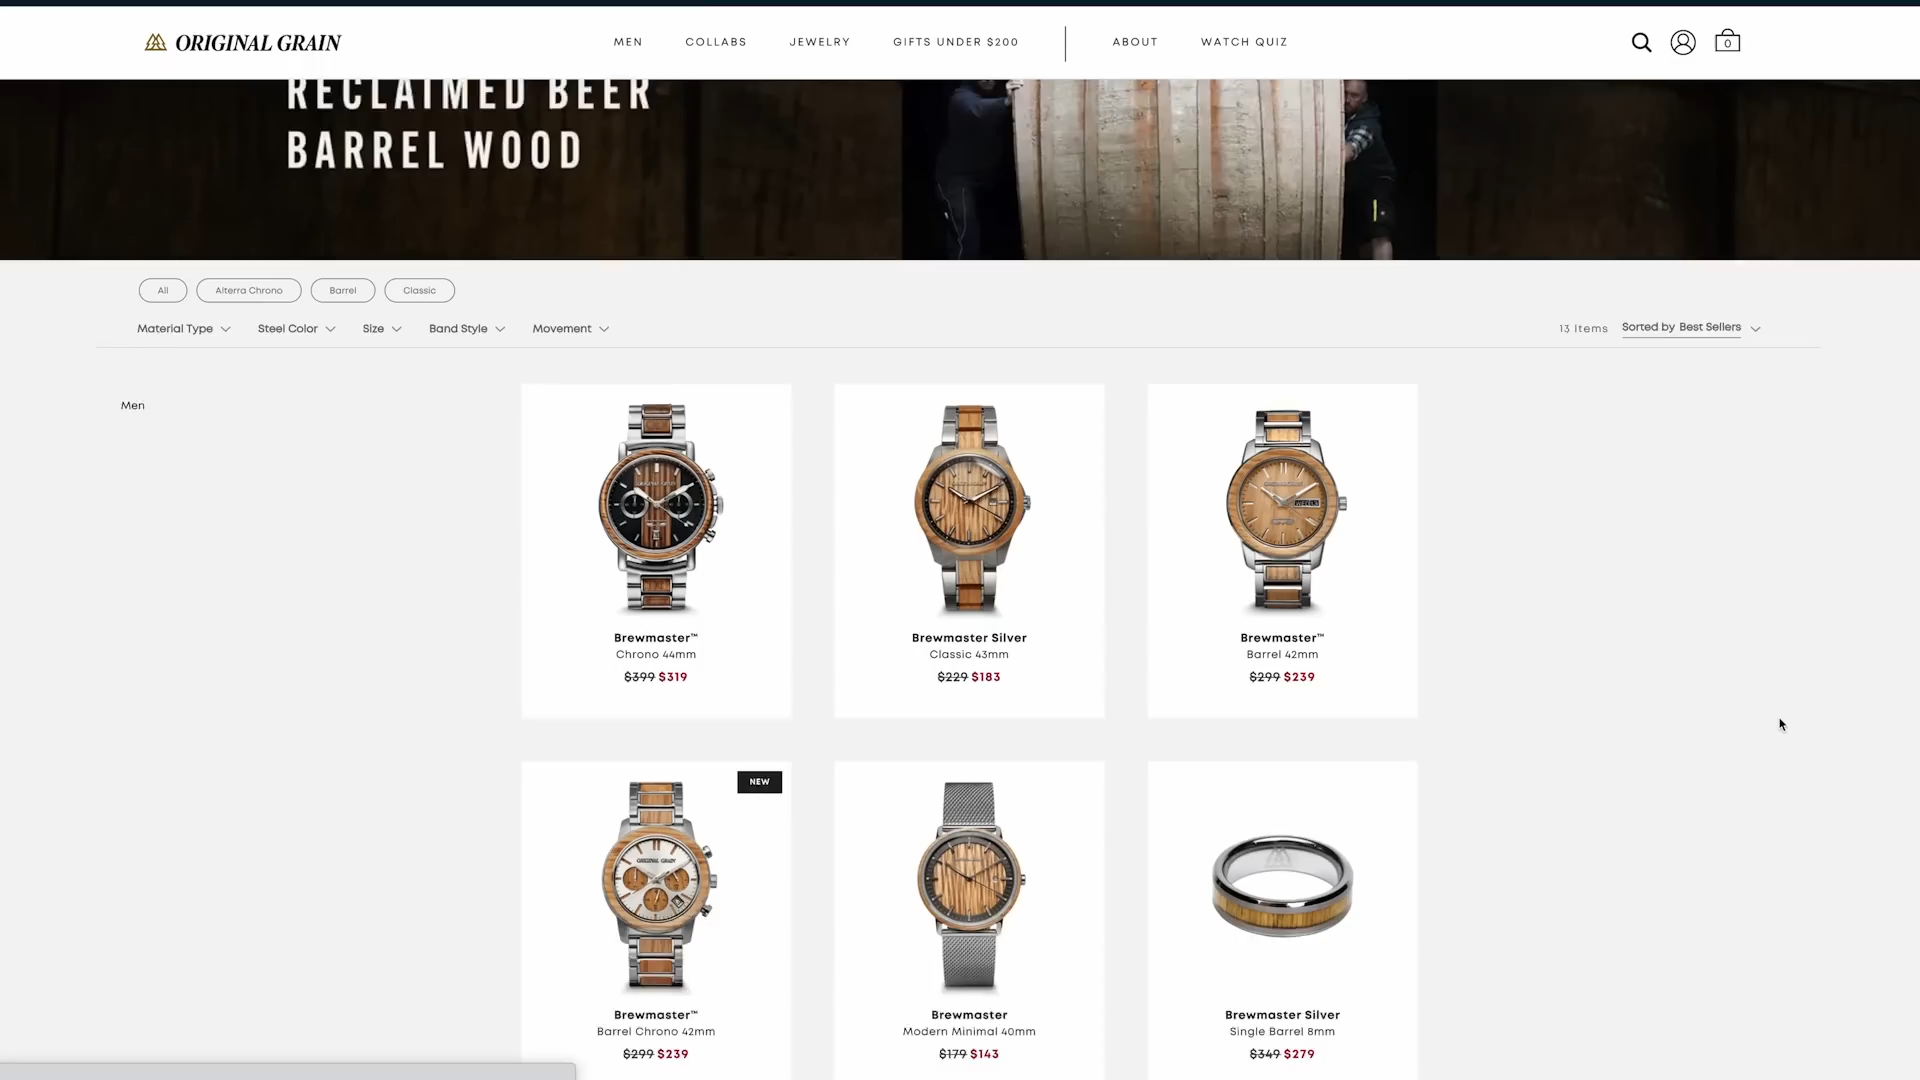 ORIGINAL GRAIN
MEN
COLLABS
JEWELRY
GIFTS UNDER $200
ABOUT
WATCH QUIZ
0
RECLAIMED BEER
BARREL WOOD
All
Alterra Chrono
Barrel
Classic
Material Type
Steel Color
Size
Band Style
Movement
13 Items
Sorted by Best Sellers
Men
Brewmaster™
Chrono 44mm
$399 $319
Brewmaster Silver
Classic 43mm
$229 $183
Brewmaster™
Barrel 42mm
$299 $239
NEW
ORIGINAL GRAIN
Brewmaster™
Barrel Chrono 42mm
$299 $239
Brewmaster
Modern Minimal 40mm
$179 $143
Brewmaster Silver
Single Barrel 8mm
$349 $279